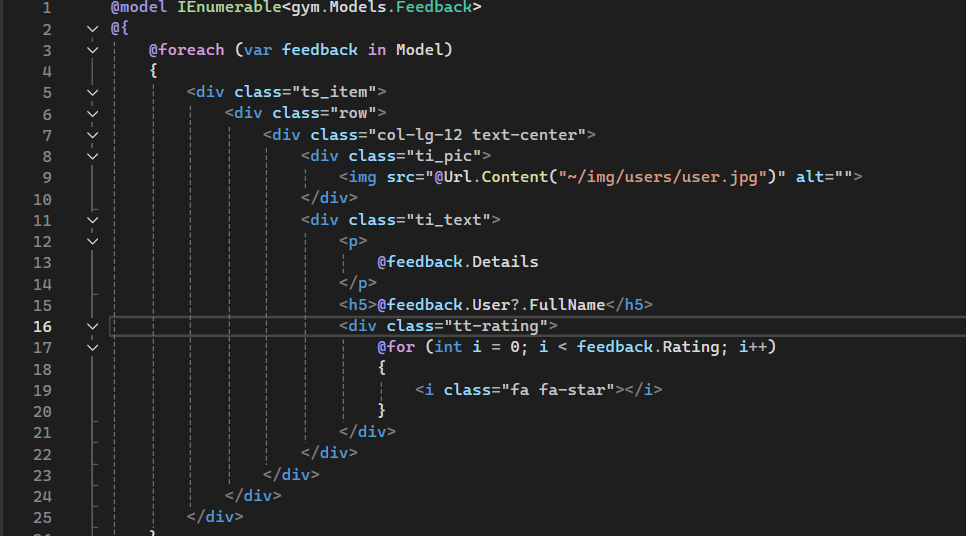 1 @model IEnumerable<gym.Models.Feedback>
2 @{
3 @foreach (var feedback in Model)
4 {
5 <div class="ts_item">
6 <div class="row">
7 <div class="col-lg-12 text-center">
8 <div class="ti_pic">
9 <img src="@Url.Content("~/img/users/user.jpg")" alt="">
10 </div>
11 <div class="ti_text">
12 <p>
13 @feedback.Details
14 </p>
15 <h5>@feedback.User?.FullName</h5>
16 <div class="tt-rating">
17 @for (int i = 0; i < feedback.Rating; i++)
18 {
19 <i class="fa fa-star"></i>
20 }
21 </div>
22 </div>
23 </div>
24 </div>
25 </div>